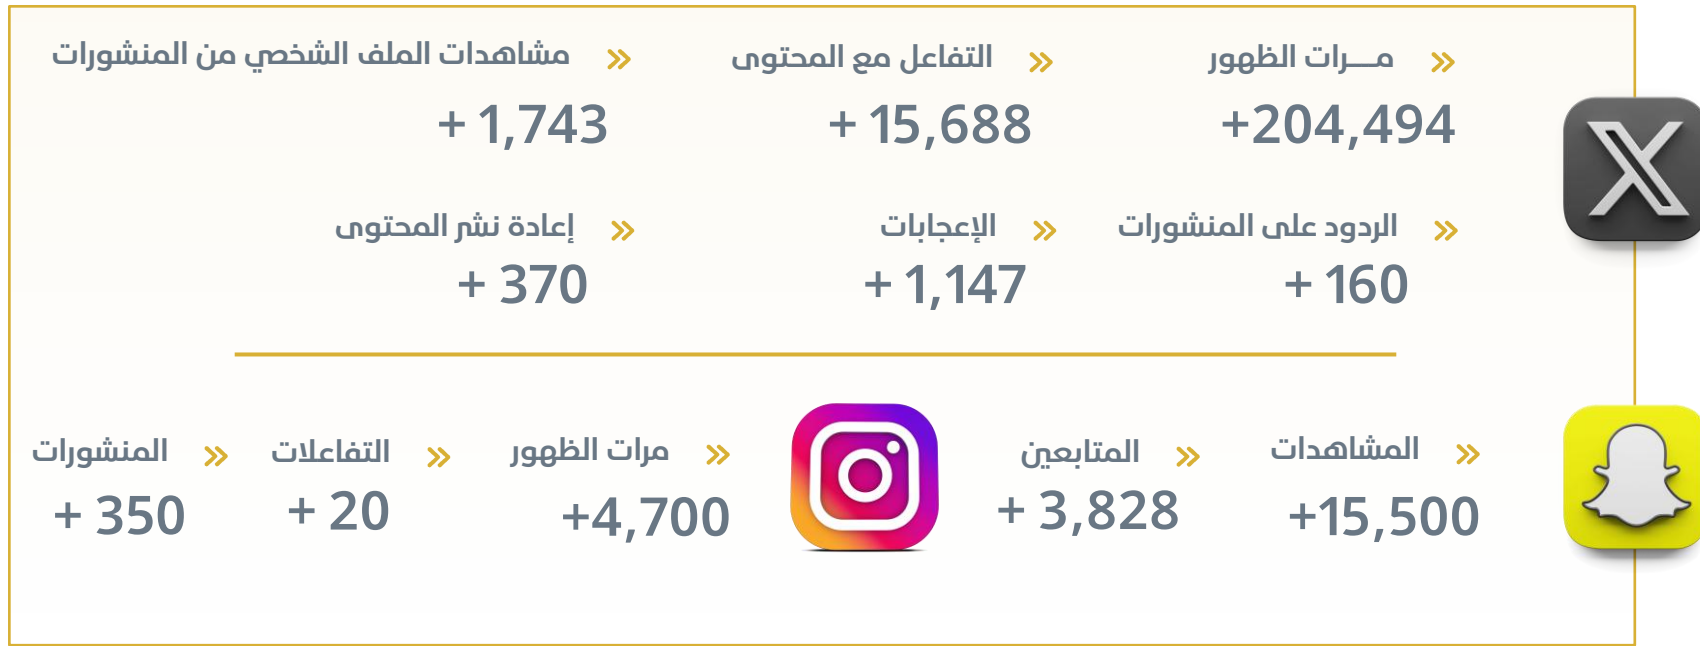 مــرات الظهور
+204,494
التفاعل مع المحتوى
+ 15,688
مشاهدات الملف الشخصي من المنشورات
+ 1,743
الردود على المنشورات
+ 160
الإعجابات
+ 1,147
إعادة نشر المحتوى
+ 370
المشاهدات
+15,500
المتابعين
+ 3,828
مرات الظهور
+4,700
التفاعلات
+ 20
المنشورات
+ 350